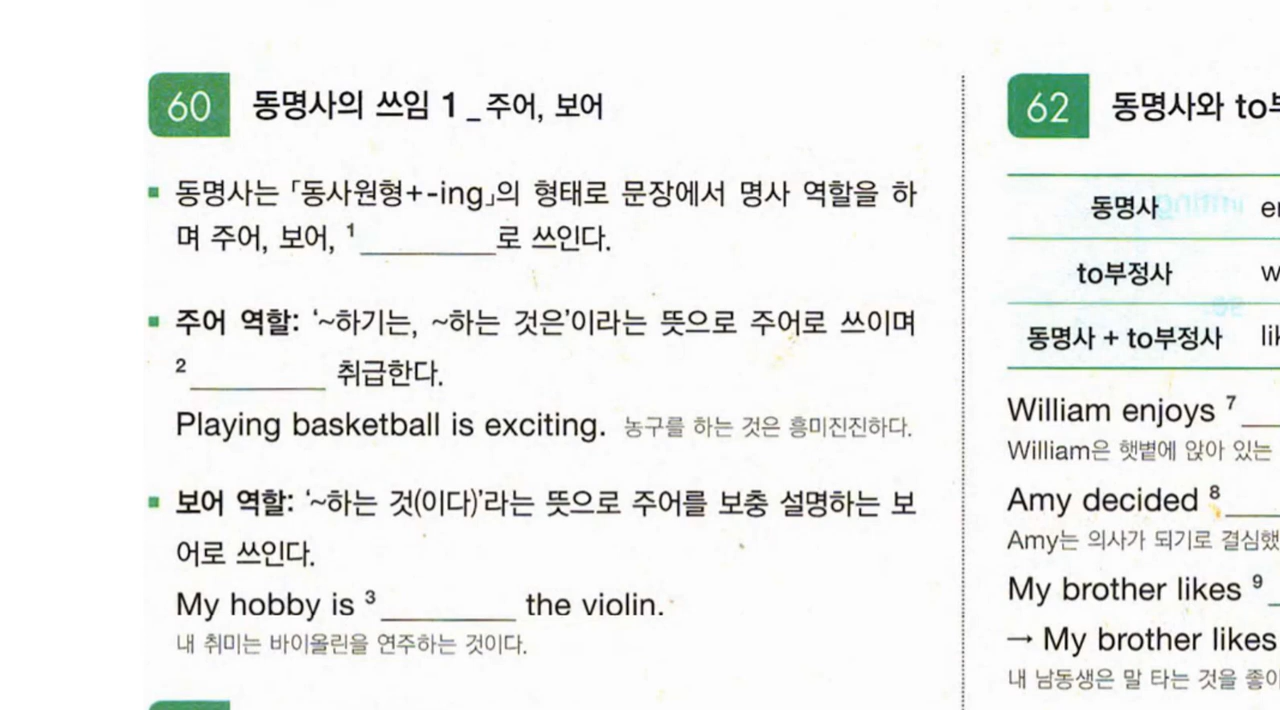 60 동명사의 쓰임 1 _ 주어, 보어
동명사는 「동사원형+-ing」의 형태로 문장에서 명사 역할을 하
며 주어, 보어, 1 로 쓰인다.
주어 역할: ‘~하기는, ~하는 것은’이라는 뜻으로 주어로 쓰이며
2 취급한다.
Playing basketball is exciting. 농구를 하는 것은 흥미진진하다.
보어 역할: ‘~하는 것(이다)’라는 뜻으로 주어를 보충 설명하는 보
어로 쓰인다.
My hobby is 3 the violin.
내 취미는 바이올린을 연주하는 것이다.
62 동명사와 to
동명사
to부정사
동명사 + to부정사
William enjoys 7
William은 햇볕에 앉아 있는
Amy decided 8
Amy는 의사가 되기로 결심했
My brother likes 9
→ My brother likes
내 남동생은 말 타는 것을 좋아